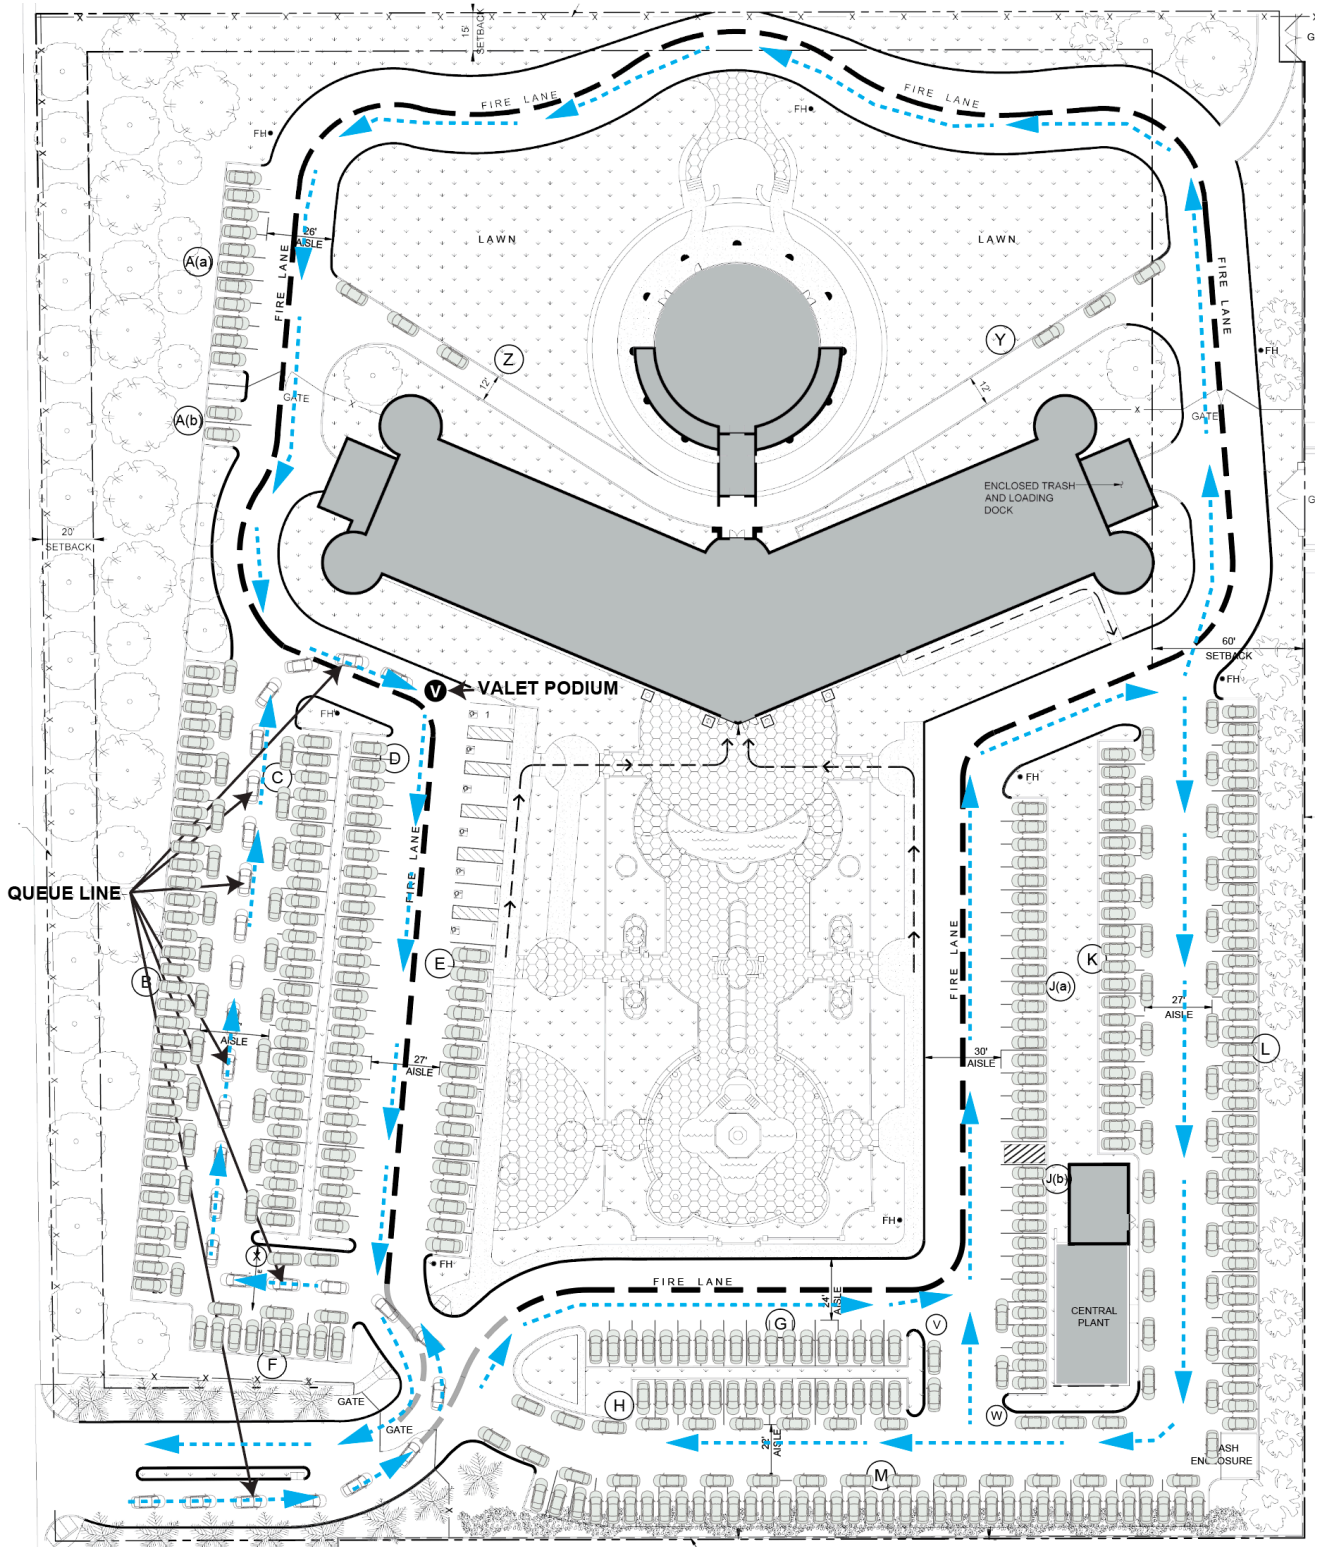 15'
SETBACK
G
FIRE LANE
FIRE LANE
FH
FH
LAWN
LAWN
26'
AISLE
A(a)
FIRE LANE
FIRE LANE
Z
Y
FH
12'
12'
GATE
A(b)
GATE
ENCLOSED TRASH
AND LOADING
DOCK
G
20'
SETBACK
60'
SETBACK
FH
V
VALET PODIUM
FH
1
D
C
FH
FIRE LANE
QUEUE LINE
FIRE LANE
E
B
K
J(a)
27'
AISLE
L
AISLE
27'
AISLE
30'
AISLE
J(b)
FH
X
FH
FIRE LANE
24'
AISLE
CENTRAL
PLANT
G
V
F
H
W
GATE
GATE
22'
AISLE
ASH
ENCLOSURE
M